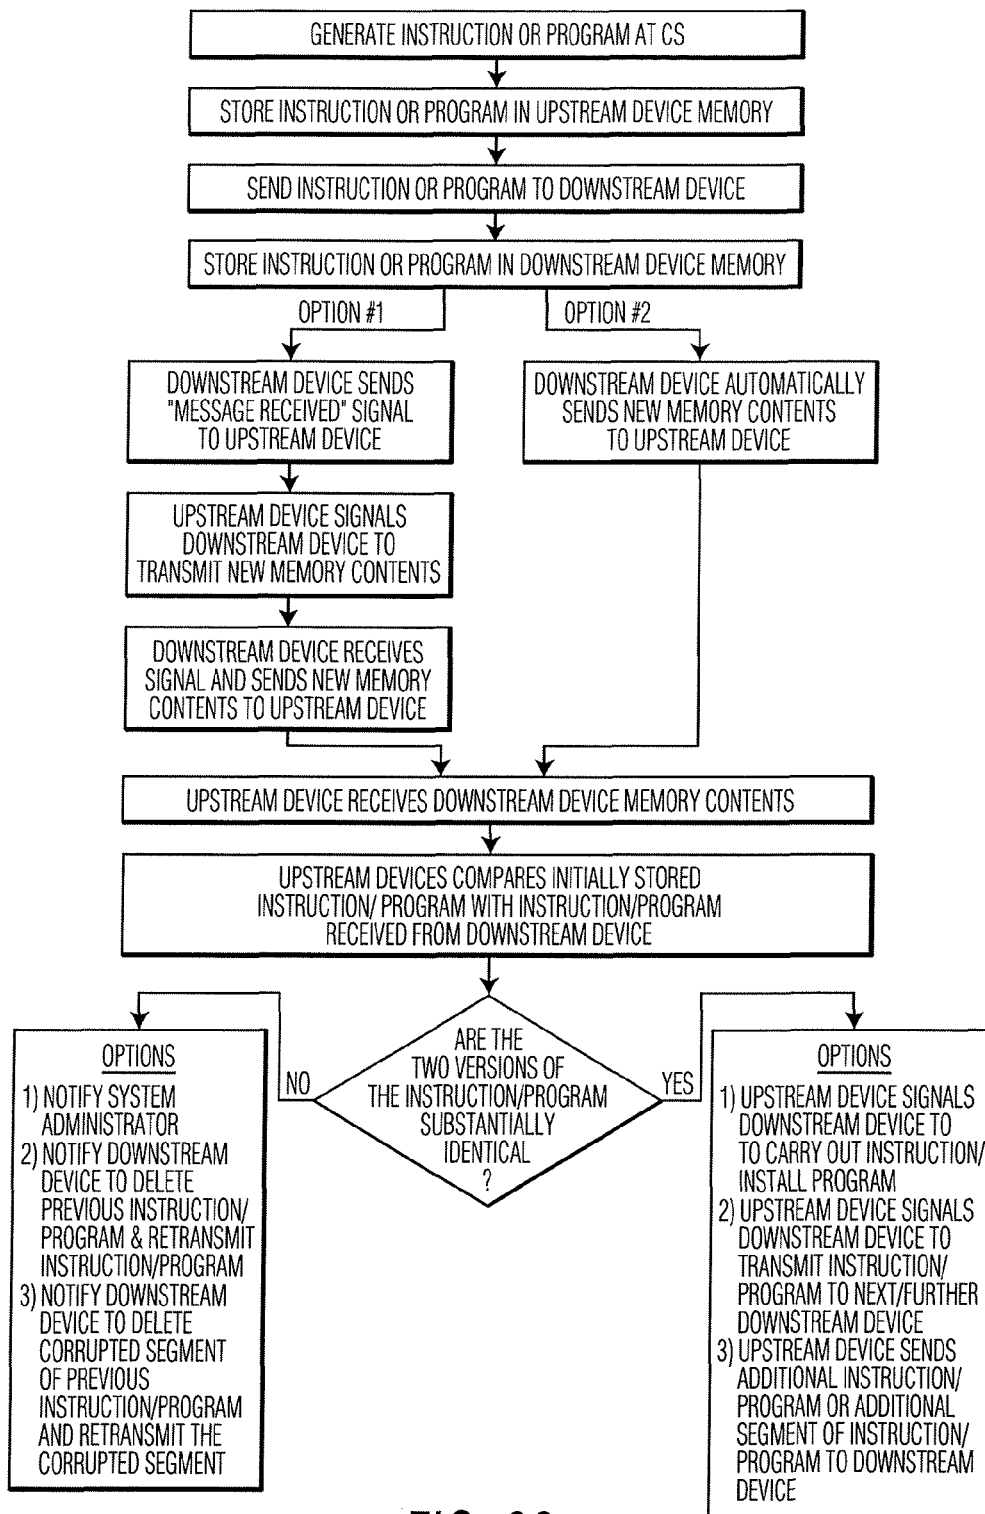 GENERATE INSTRUCTION OR PROGRAM AT CS
STORE INSTRUCTION OR PROGRAM IN UPSTREAM DEVICE MEMORY
SEND INSTRUCTION OR PROGRAM TO DOWNSTREAM DEVICE
STORE INSTRUCTION OR PROGRAM IN DOWNSTREAM DEVICE MEMORY
OPTION #1
OPTION #2
DOWNSTREAM DEVICE SENDS
"MESSAGE RECEIVED" SIGNAL
TO UPSTREAM DEVICE
DOWNSTREAM DEVICE AUTOMATICALLY
SENDS NEW MEMORY CONTENTS
TO UPSTREAM DEVICE
UPSTREAM DEVICE SIGNALS
DOWNSTREAM DEVICE TO
TRANSMIT NEW MEMORY CONTENTS
DOWNSTREAM DEVICE RECEIVES
SIGNAL AND SENDS NEW MEMORY
CONTENTS TO UPSTREAM DEVICE
UPSTREAM DEVICE RECEIVES DOWNSTREAM DEVICE MEMORY CONTENTS
UPSTREAM DEVICES COMPARES INITIALLY STORED
INSTRUCTION/ PROGRAM WITH INSTRUCTION/PROGRAM
RECEIVED FROM DOWNSTREAM DEVICE
ARE THE
TWO VERSIONS OF
THE INSTRUCTION/PROGRAM
SUBSTANTIALLY
IDENTICAL
?
NO
YES
OPTIONS
1) NOTIFY SYSTEM
ADMINISTRATOR
2) NOTIFY DOWNSTREAM
DEVICE TO DELETE
PREVIOUS INSTRUCTION/
PROGRAM & RETRANSMIT
INSTRUCTION/PROGRAM
3) NOTIFY DOWNSTREAM
DEVICE TO DELETE
CORRUPTED SEGMENT
OF PREVIOUS
INSTRUCTION/PROGRAM
AND RETRANSMIT THE
CORRUPTED SEGMENT
OPTIONS
1) UPSTREAM DEVICE SIGNALS
DOWNSTREAM DEVICE TO
TO CARRY OUT INSTRUCTION/
INSTALL PROGRAM
2) UPSTREAM DEVICE SIGNALS
DOWNSTREAM DEVICE TO
TRANSMIT INSTRUCTION/
PROGRAM TO NEXT/FURTHER
DOWNSTREAM DEVICE
3) UPSTREAM DEVICE SENDS
ADDITIONAL INSTRUCTION/
PROGRAM OR ADDITIONAL
SEGMENT OF INSTRUCTION/
PROGRAM TO DOWNSTREAM
DEVICE